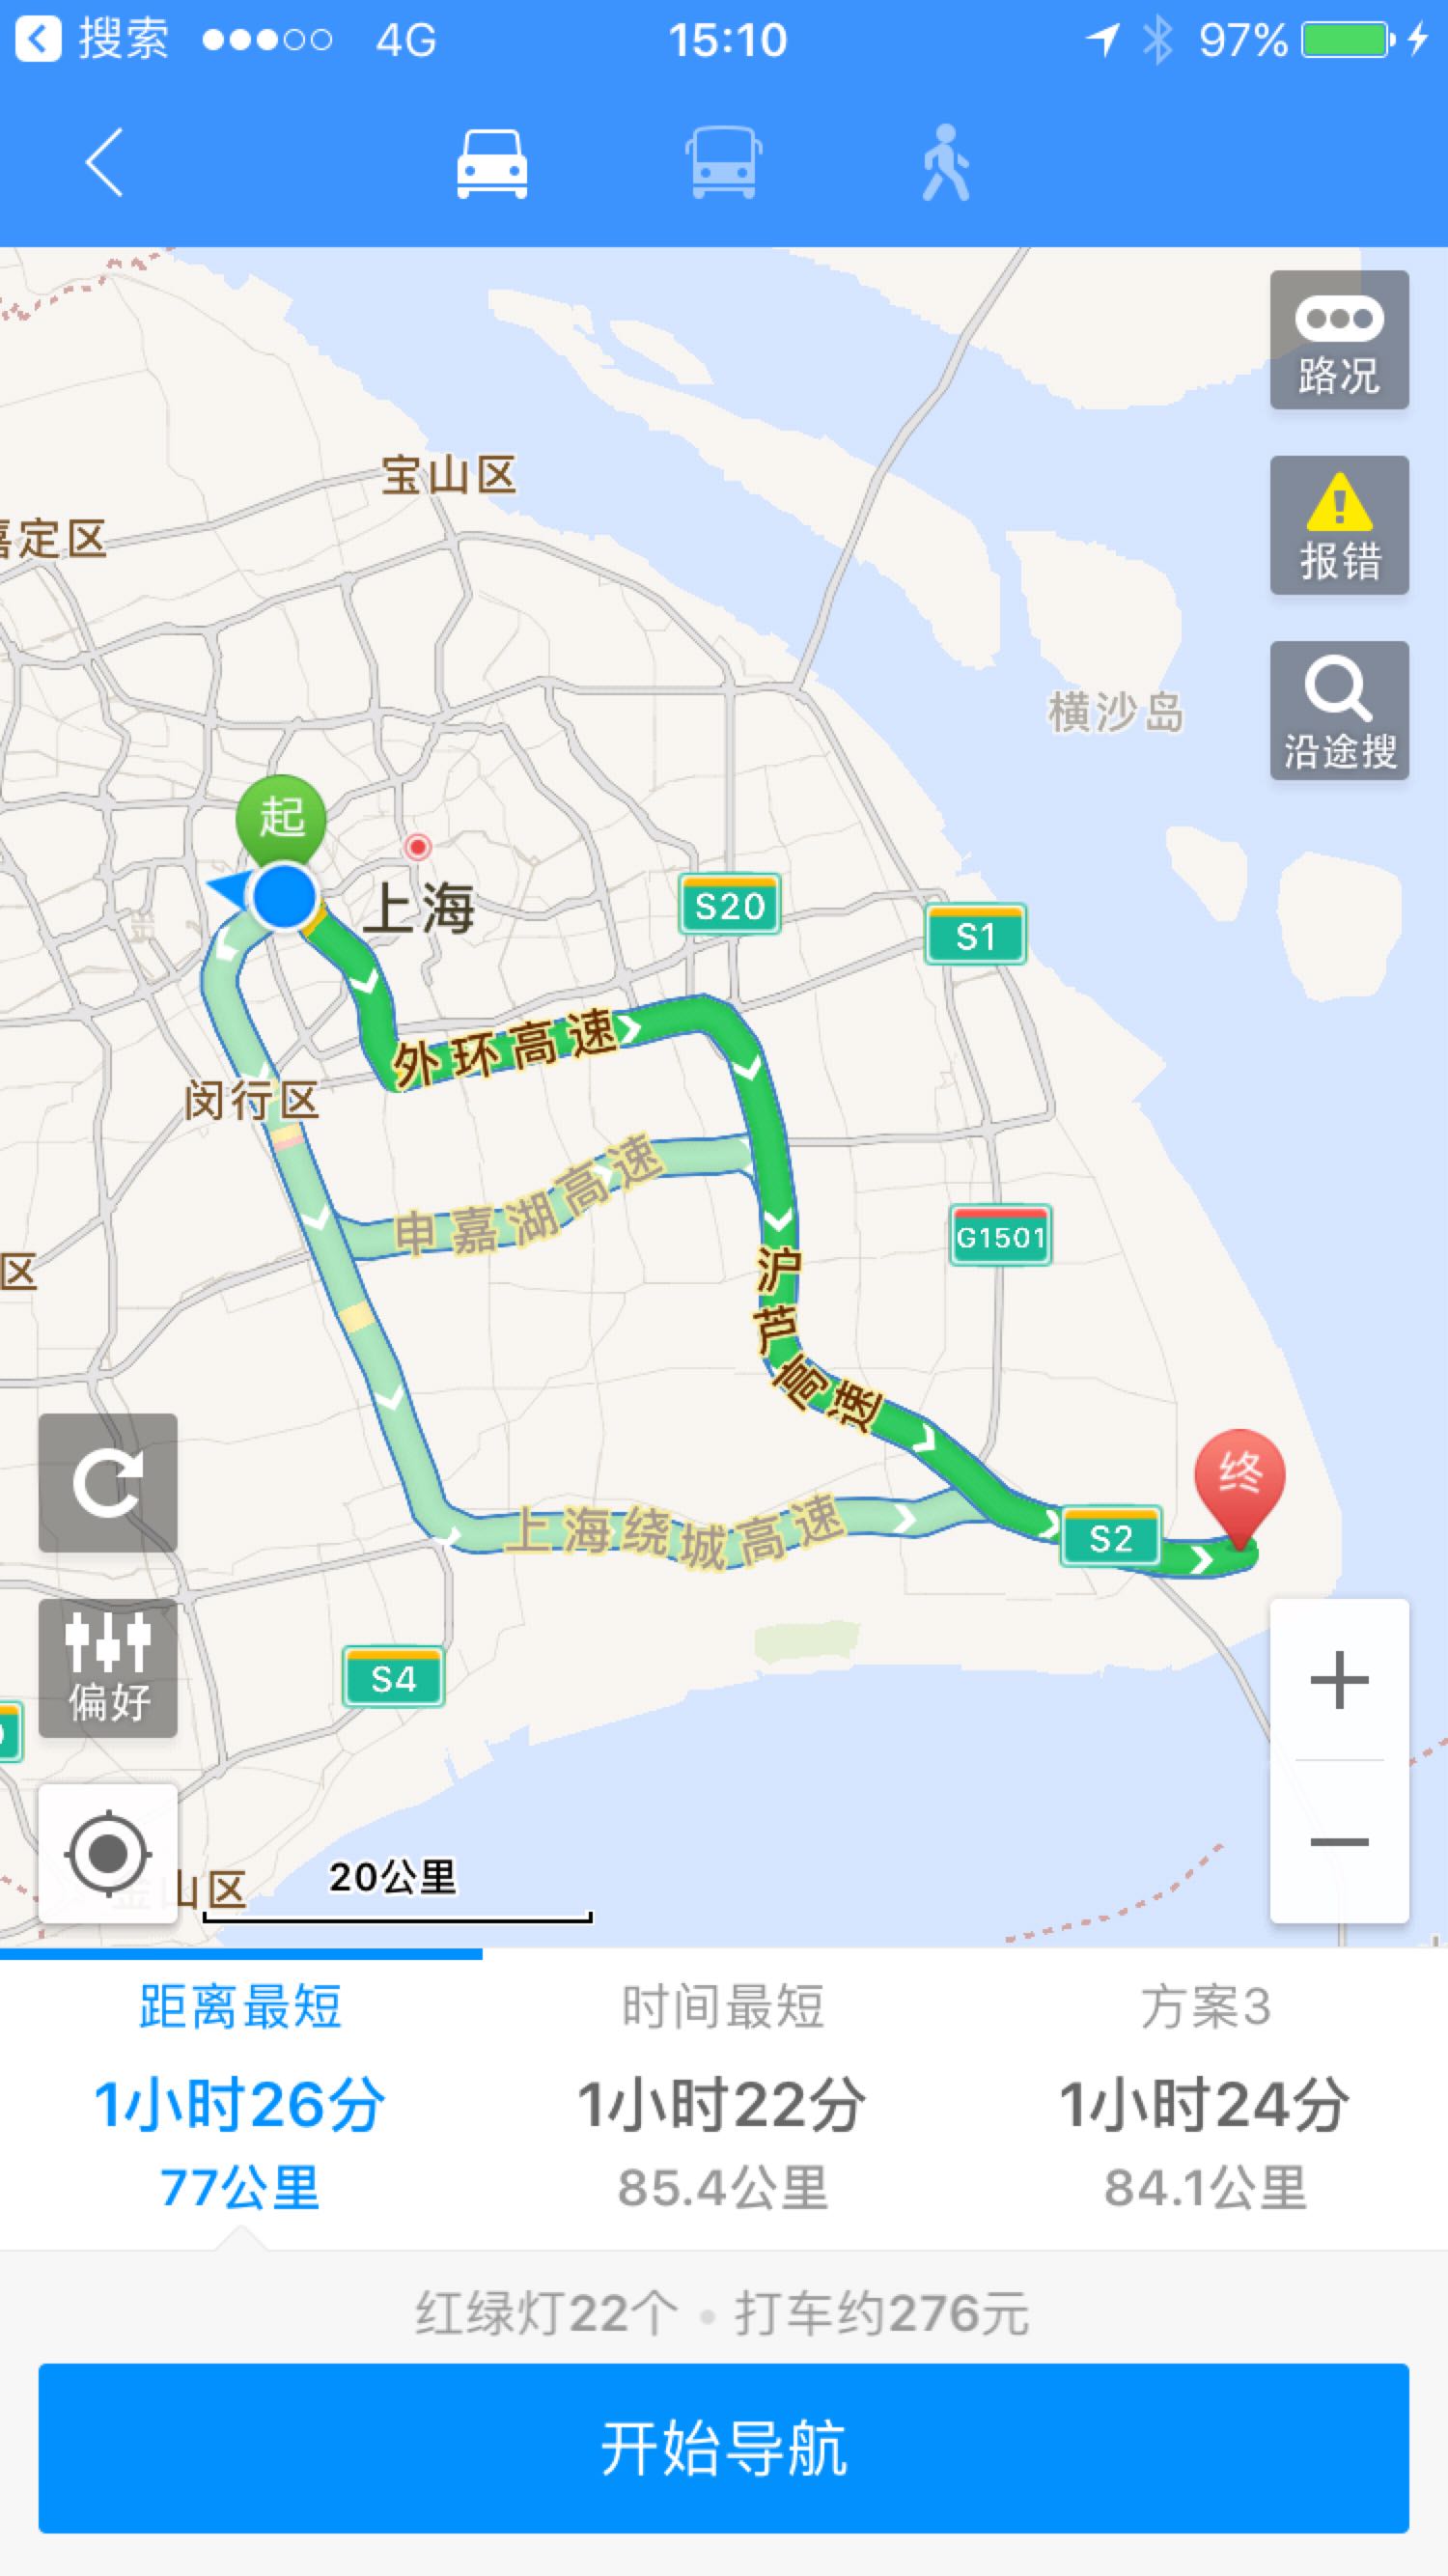 搜索 4G 15:10 97%
路况
宝山区
嘉定区
报错
横沙岛
沿途搜
起
上海
S20
S1
外环高速
闵行区
申嘉湖高速
G1501
区
沪芦高速
终
上海绕城高速
S2
S4
偏好
金山区
20公里
距离最短 时间最短 方案3
1小时26分 1小时22分 1小时24分
77公里 85.4公里 84.1公里
红绿灯22个 • 打车约276元
开始导航